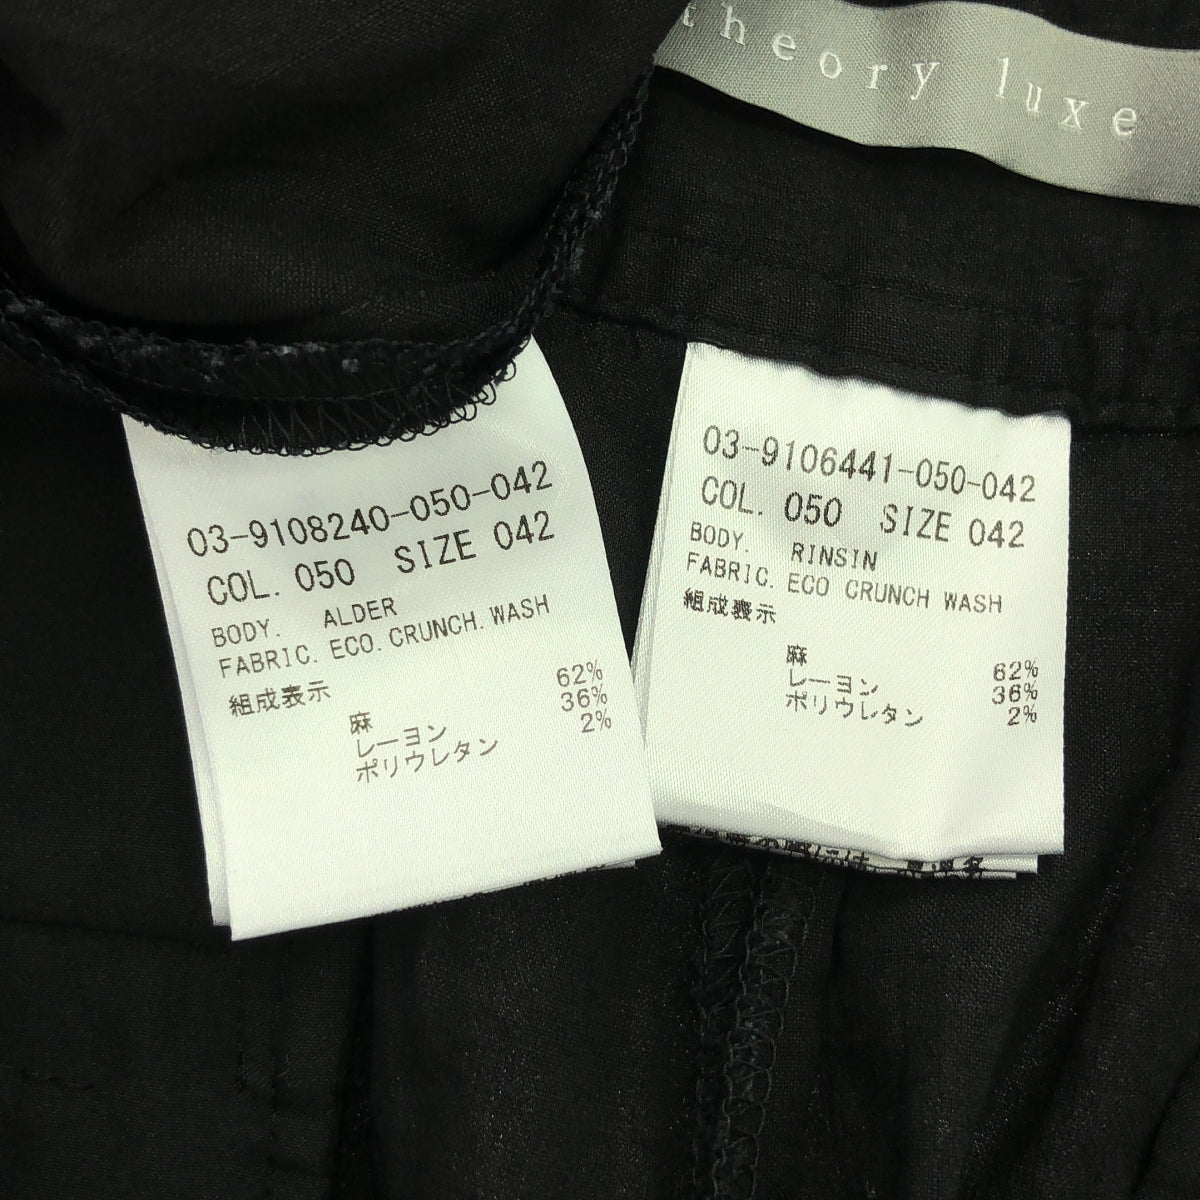 theory luxe
03-9108240-050-042
COL. 050 SIZE 042
BODY. ALDER
FABRIC. ECO.CRUNCH.WASH
組成表示
麻 62%
レーヨン 36%
ポリウレタン 2%
03-9106441-050-042
COL. 050 SIZE 042
BODY. RINSIN
FABRIC. ECO CRUNCH WASH
組成表示
麻 62%
レーヨン 36%
ポリウレタン 2%